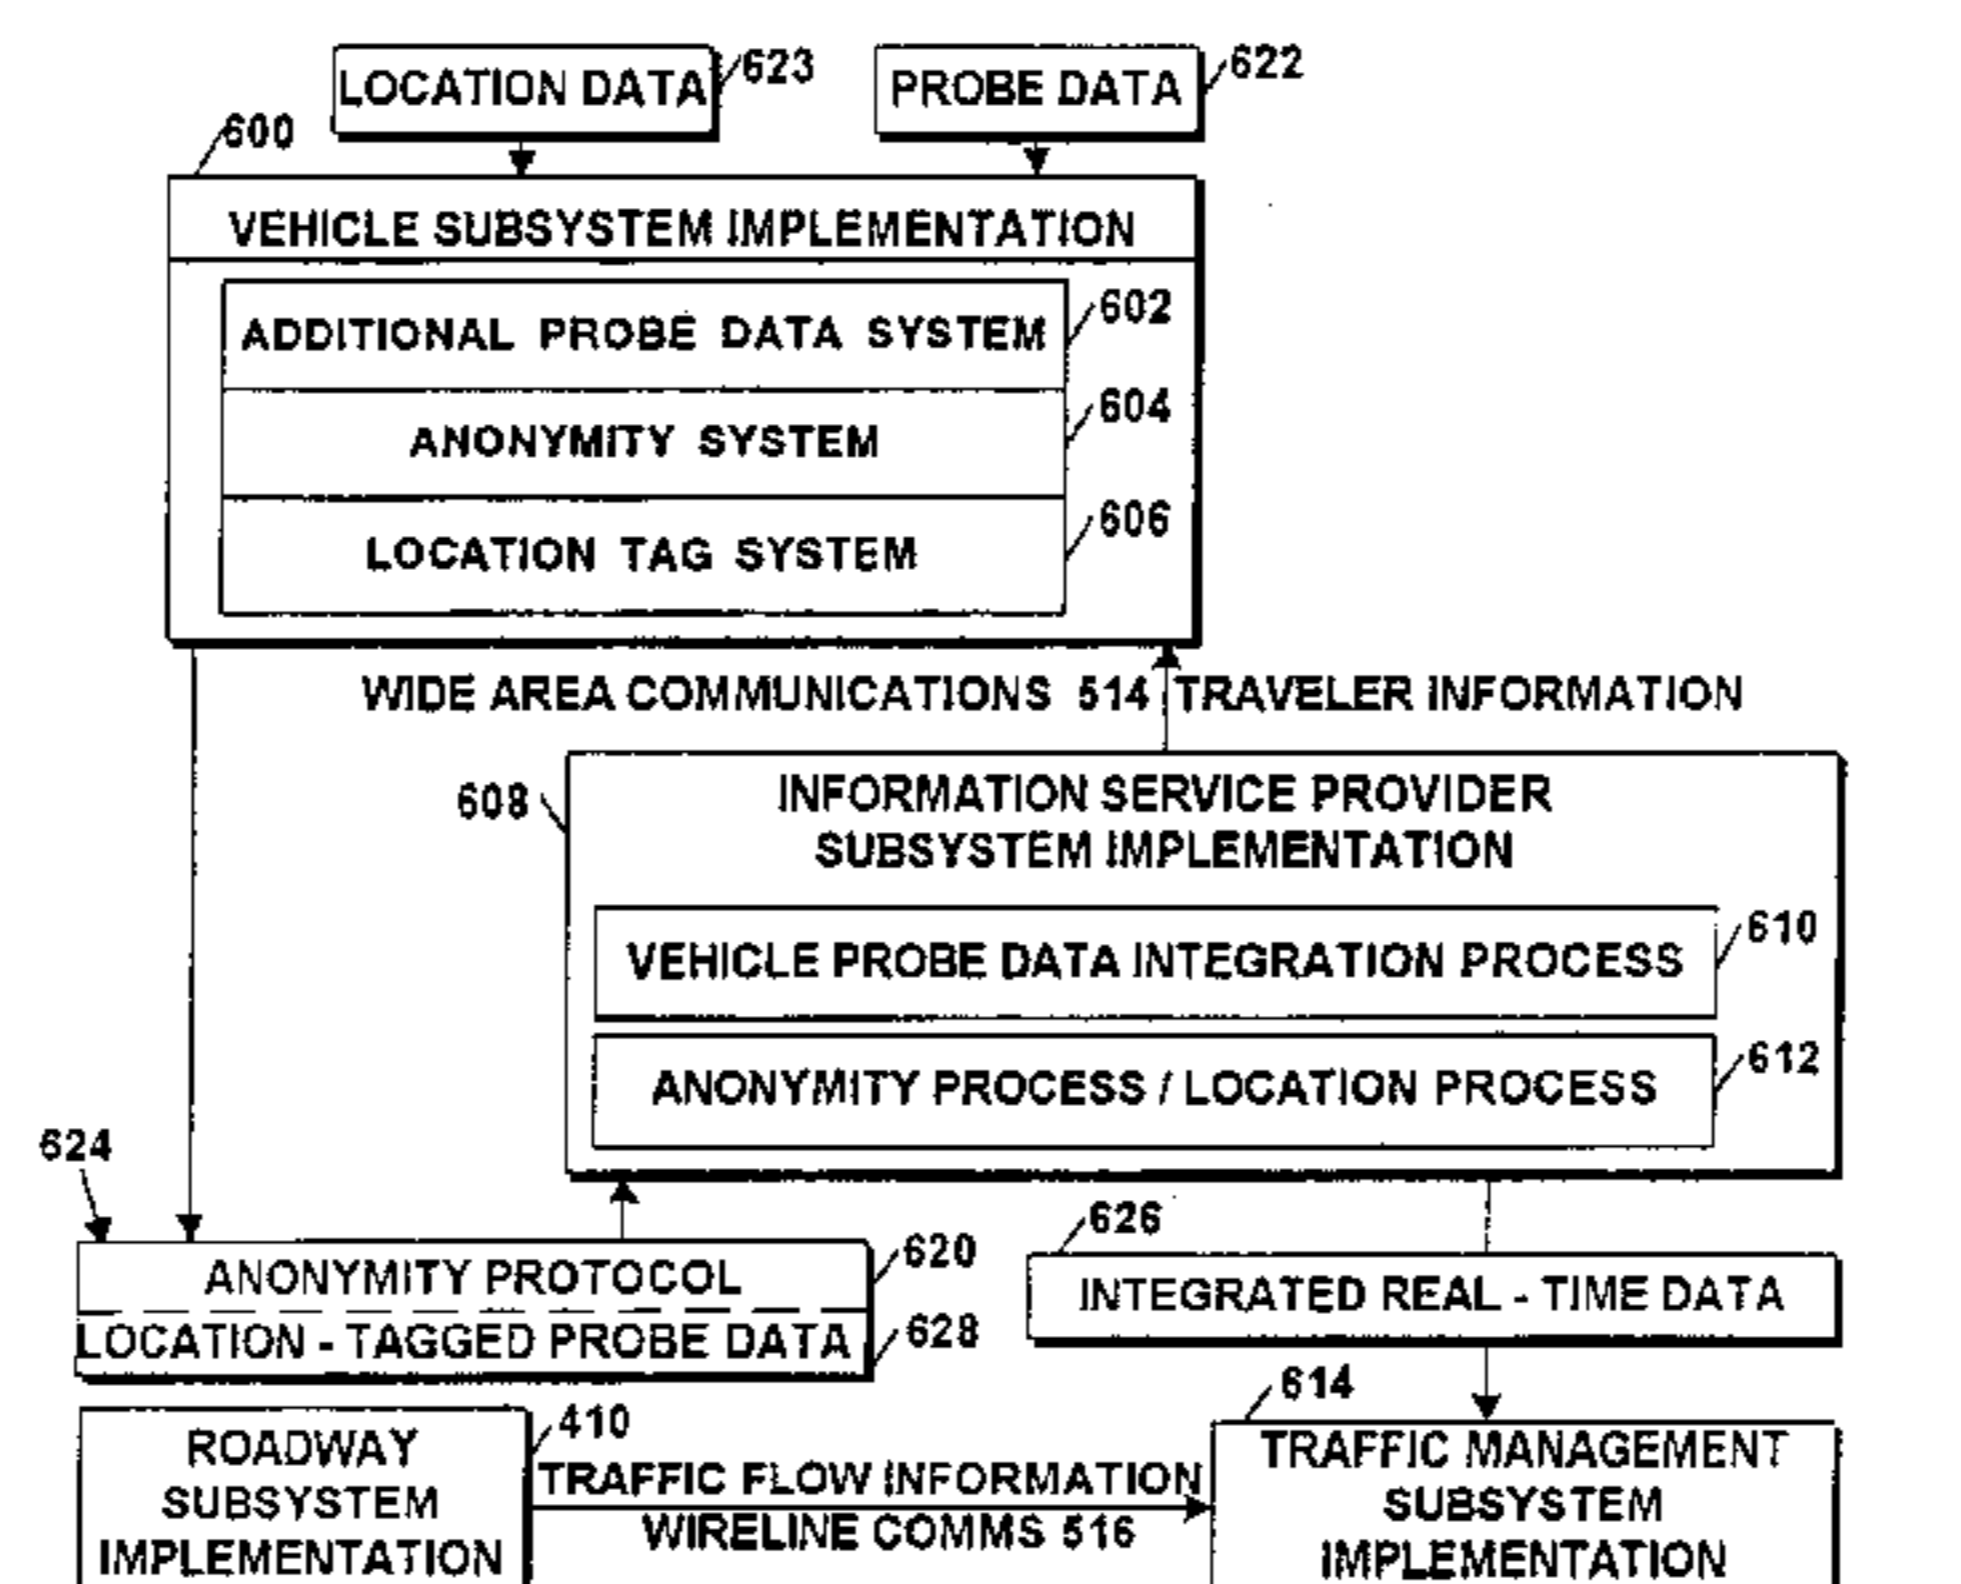 LOCATION DATA
623
PROBE DATA
622
600
VEHICLE SUBSYSTEM IMPLEMENTATION
ADDITIONAL PROBE DATA SYSTEM
602
ANONYMITY SYSTEM
604
LOCATION TAG SYSTEM
606
WIDE AREA COMMUNICATIONS 514
TRAVELER INFORMATION
608
INFORMATION SERVICE PROVIDER
SUBSYSTEM IMPLEMENTATION
VEHICLE PROBE DATA INTEGRATION PROCESS
610
ANONYMITY PROCESS / LOCATION PROCESS
612
624
ANONYMITY PROTOCOL
620
LOCATION - TAGGED PROBE DATA
628
626
INTEGRATED REAL - TIME DATA
614
ROADWAY
SUBSYSTEM
IMPLEMENTATION
410
TRAFFIC FLOW INFORMATION
WIRELINE COMMS 516
TRAFFIC MANAGEMENT
SUBSYSTEM
IMPLEMENTATION